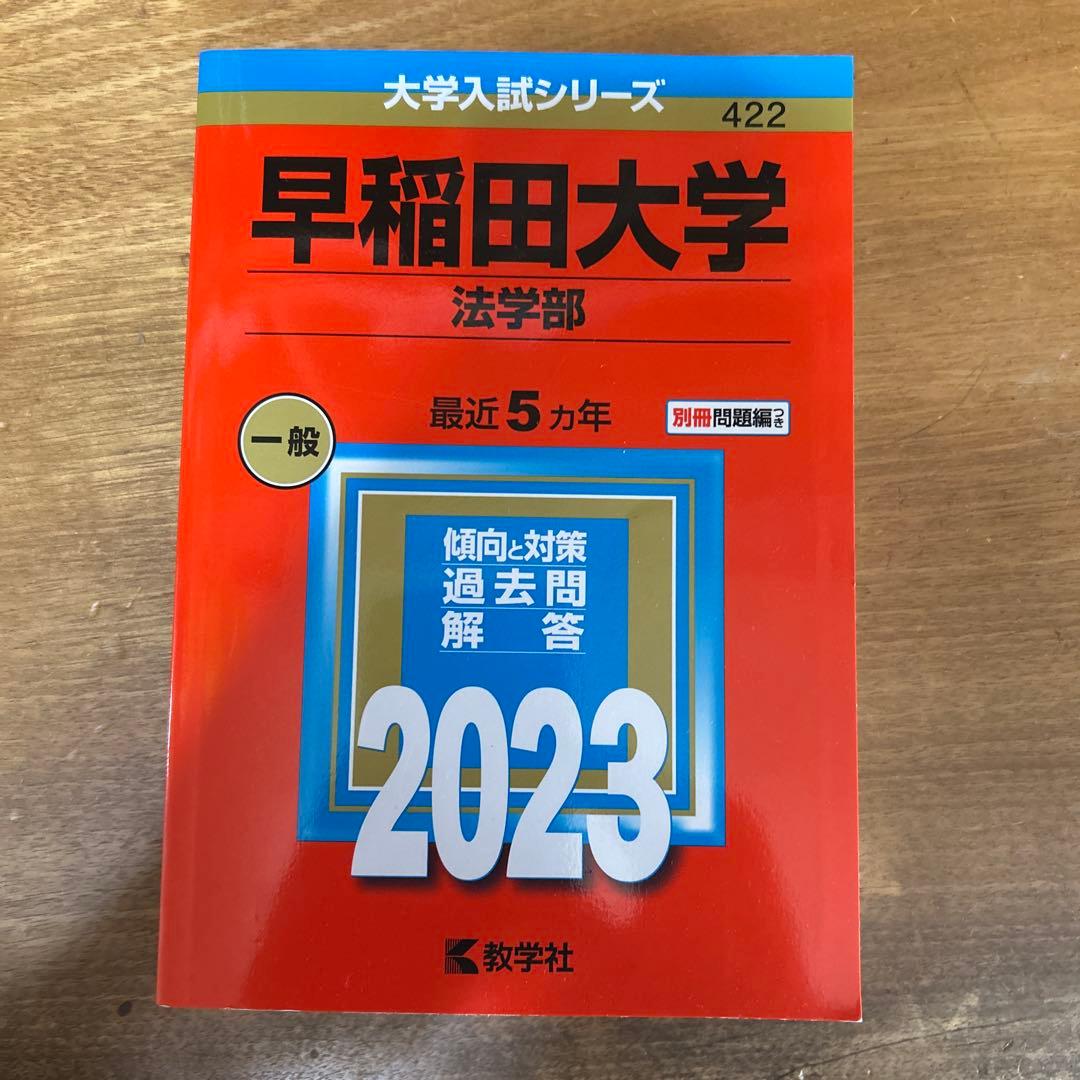 大学入試シリーズ
422
早稲田大学
法学部
最近5カ年
別冊問題編つき
一般
傾向と対策
過去問
解答
2023
教学社